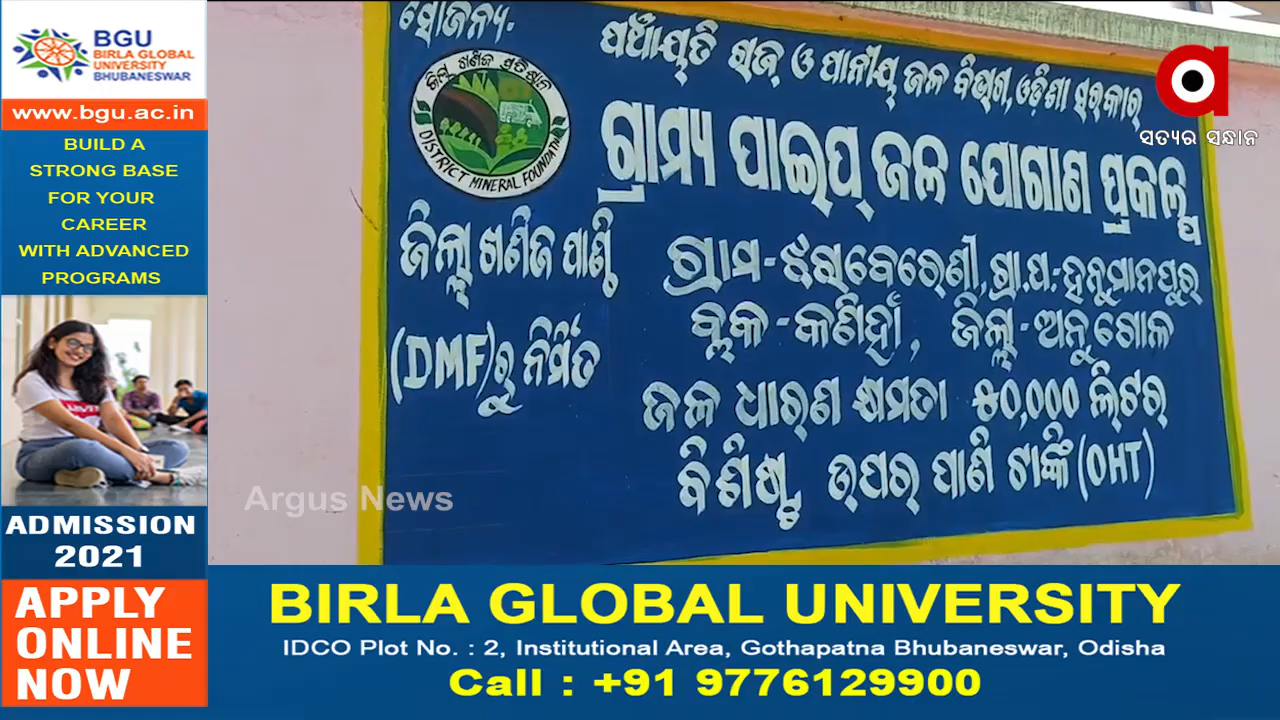 BGU
BIRLA GLOBAL
UNIVERSITY
BHUBANESWAR
www.bgu.ac.in
BUILD A
STRONG BASE
FOR YOUR
CAREER
WITH ADVANCED
PROGRAMS
ADMISSION
2021
APPLY
ONLINE
NOW
ସୌଜନ୍ୟ:
ଜିଲ୍ଲା ଖଣିଜ ପ୍ରତିଷ୍ଠାନ
DISTRICT MINERAL FOUNDATION
ଜିଲ୍ଲା ଖଣିଜ ପାଣ୍ଠି
(DMF)ରୁ ନିର୍ମିତ
ପଞ୍ଚାୟତି ରାଜ ଓ ପାନୀୟ ଜଳ ବିଭାଗ, ଓଡ଼ିଶା ସରକାର
ଗ୍ରାମ୍ୟ ପାଇପ୍ ଜଳ ଯୋଗାଣ ପ୍ରକଳ୍ପ
ଗ୍ରାମ-ଝରାବେରେଣୀ, ଗ୍ରା.ପ:-ହନୁମାନପୁର
ବ୍ଲକ-କଣିହାଁ, ଜିଲ୍ଲା-ଅନୁଗୋଳ
ଜଳ ଧାରଣ କ୍ଷମତା ୫୦,୦୦୦ ଲିଟର
ବିଶିଷ୍ଟ ଉପର ପାଣି ଟାଙ୍କି (OHT)
ସତ୍ୟର ସନ୍ଧାନ
Argus News
BIRLA GLOBAL UNIVERSITY
IDCO Plot No. : 2, Institutional Area, Gothapatna Bhubaneswar, Odisha
Call : +91 9776129900